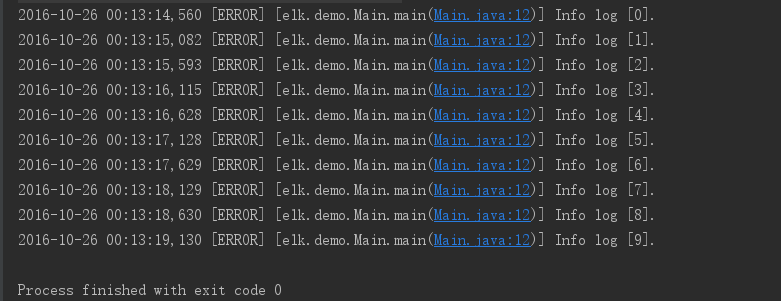 2016-10-26 00:13:14,560 [ERROR] [elk.demo.Main.main(Main.java:12)] Info log [0].
2016-10-26 00:13:15,082 [ERROR] [elk.demo.Main.main(Main.java:12)] Info log [1].
2016-10-26 00:13:15,593 [ERROR] [elk.demo.Main.main(Main.java:12)] Info log [2].
2016-10-26 00:13:16,115 [ERROR] [elk.demo.Main.main(Main.java:12)] Info log [3].
2016-10-26 00:13:16,628 [ERROR] [elk.demo.Main.main(Main.java:12)] Info log [4].
2016-10-26 00:13:17,128 [ERROR] [elk.demo.Main.main(Main.java:12)] Info log [5].
2016-10-26 00:13:17,629 [ERROR] [elk.demo.Main.main(Main.java:12)] Info log [6].
2016-10-26 00:13:18,129 [ERROR] [elk.demo.Main.main(Main.java:12)] Info log [7].
2016-10-26 00:13:18,630 [ERROR] [elk.demo.Main.main(Main.java:12)] Info log [8].
2016-10-26 00:13:19,130 [ERROR] [elk.demo.Main.main(Main.java:12)] Info log [9].
Process finished with exit code 0